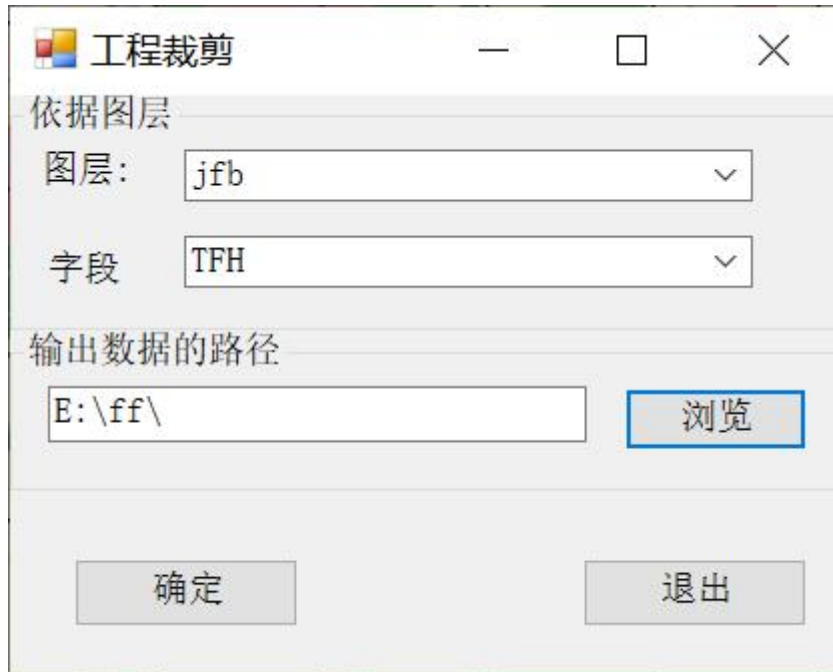 工程裁剪
依据图层
图层: jfb
字段 TFH
输出数据的路径
E:\ff\ 浏览
确定 退出